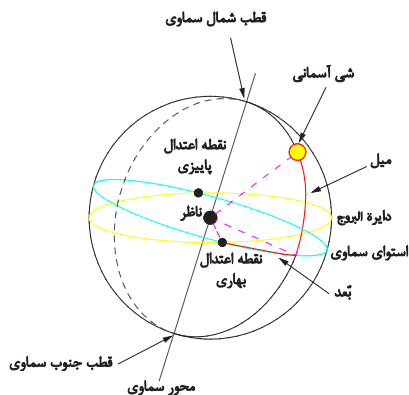 قطب شمال سماوی
شی آسمانی
نقطه اعتدال
پاییزی
میل
ناظر
دایرة البروج
استوای سماوی
نقطه اعتدال
بهاری
بُعد
قطب جنوب سماوی
محور سماوی